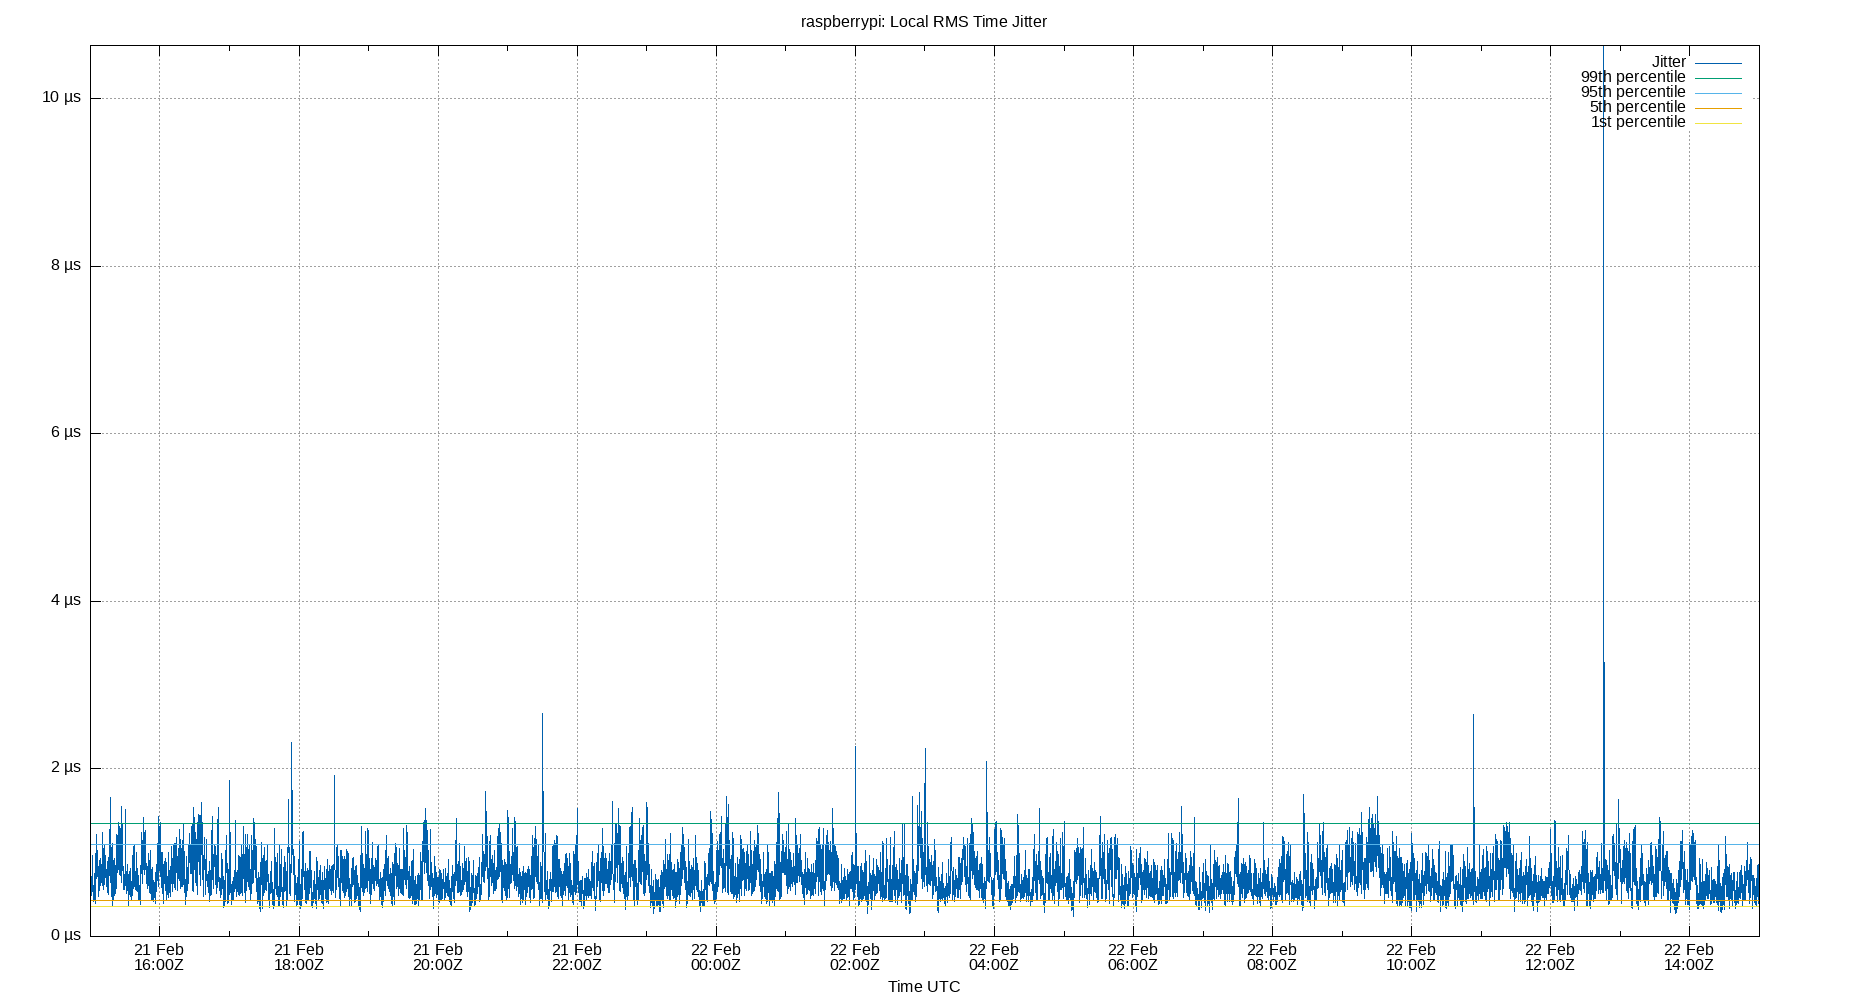 raspberrypi: Local RMS Time Jitter
Jitter
99th percentile
95th percentile
5th percentile
1st percentile
10 µs
8 µs
6 µs
4 µs
2 µs
0 µs
21 Feb 21 Feb 21 Feb 21 Feb 22 Feb 22 Feb 22 Feb 22 Feb 22 Feb 22 Feb 22 Feb 22 Feb
16:00Z 18:00Z 20:00Z 22:00Z 00:00Z 02:00Z 04:00Z 06:00Z 08:00Z 10:00Z 12:00Z 14:00Z
Time UTC